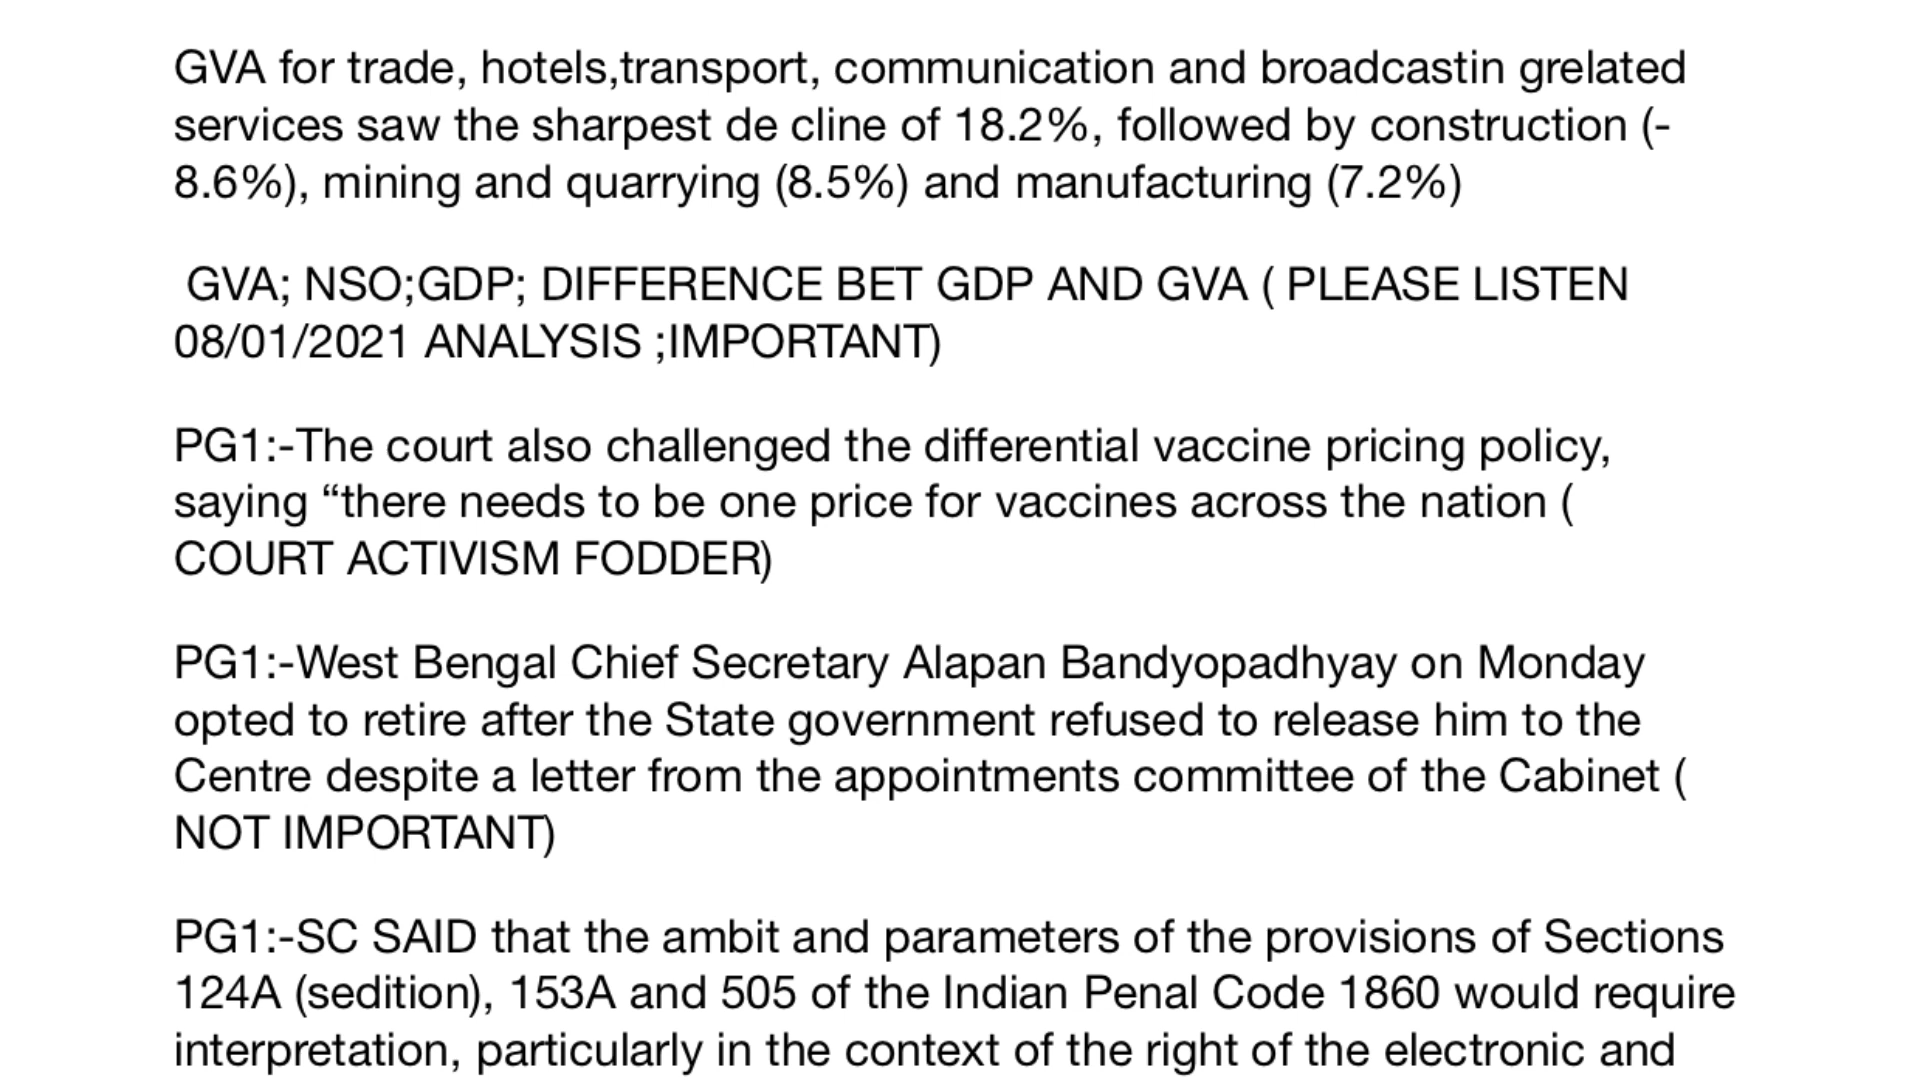 GVA for trade, hotels,transport, communication and broadcastin grelated
services saw the sharpest de cline of 18.2%, followed by construction (-
8.6%), mining and quarrying (8.5%) and manufacturing (7.2%)
GVA; NSO;GDP; DIFFERENCE BET GDP AND GVA ( PLEASE LISTEN
08/01/2021 ANALYSIS ;IMPORTANT)
PG1:-The court also challenged the differential vaccine pricing policy,
saying “there needs to be one price for vaccines across the nation (
COURT ACTIVISM FODDER)
PG1:-West Bengal Chief Secretary Alapan Bandyopadhyay on Monday
opted to retire after the State government refused to release him to the
Centre despite a letter from the appointments committee of the Cabinet (
NOT IMPORTANT)
PG1:-SC SAID that the ambit and parameters of the provisions of Sections
124A (sedition), 153A and 505 of the Indian Penal Code 1860 would require
interpretation, particularly in the context of the right of the electronic and